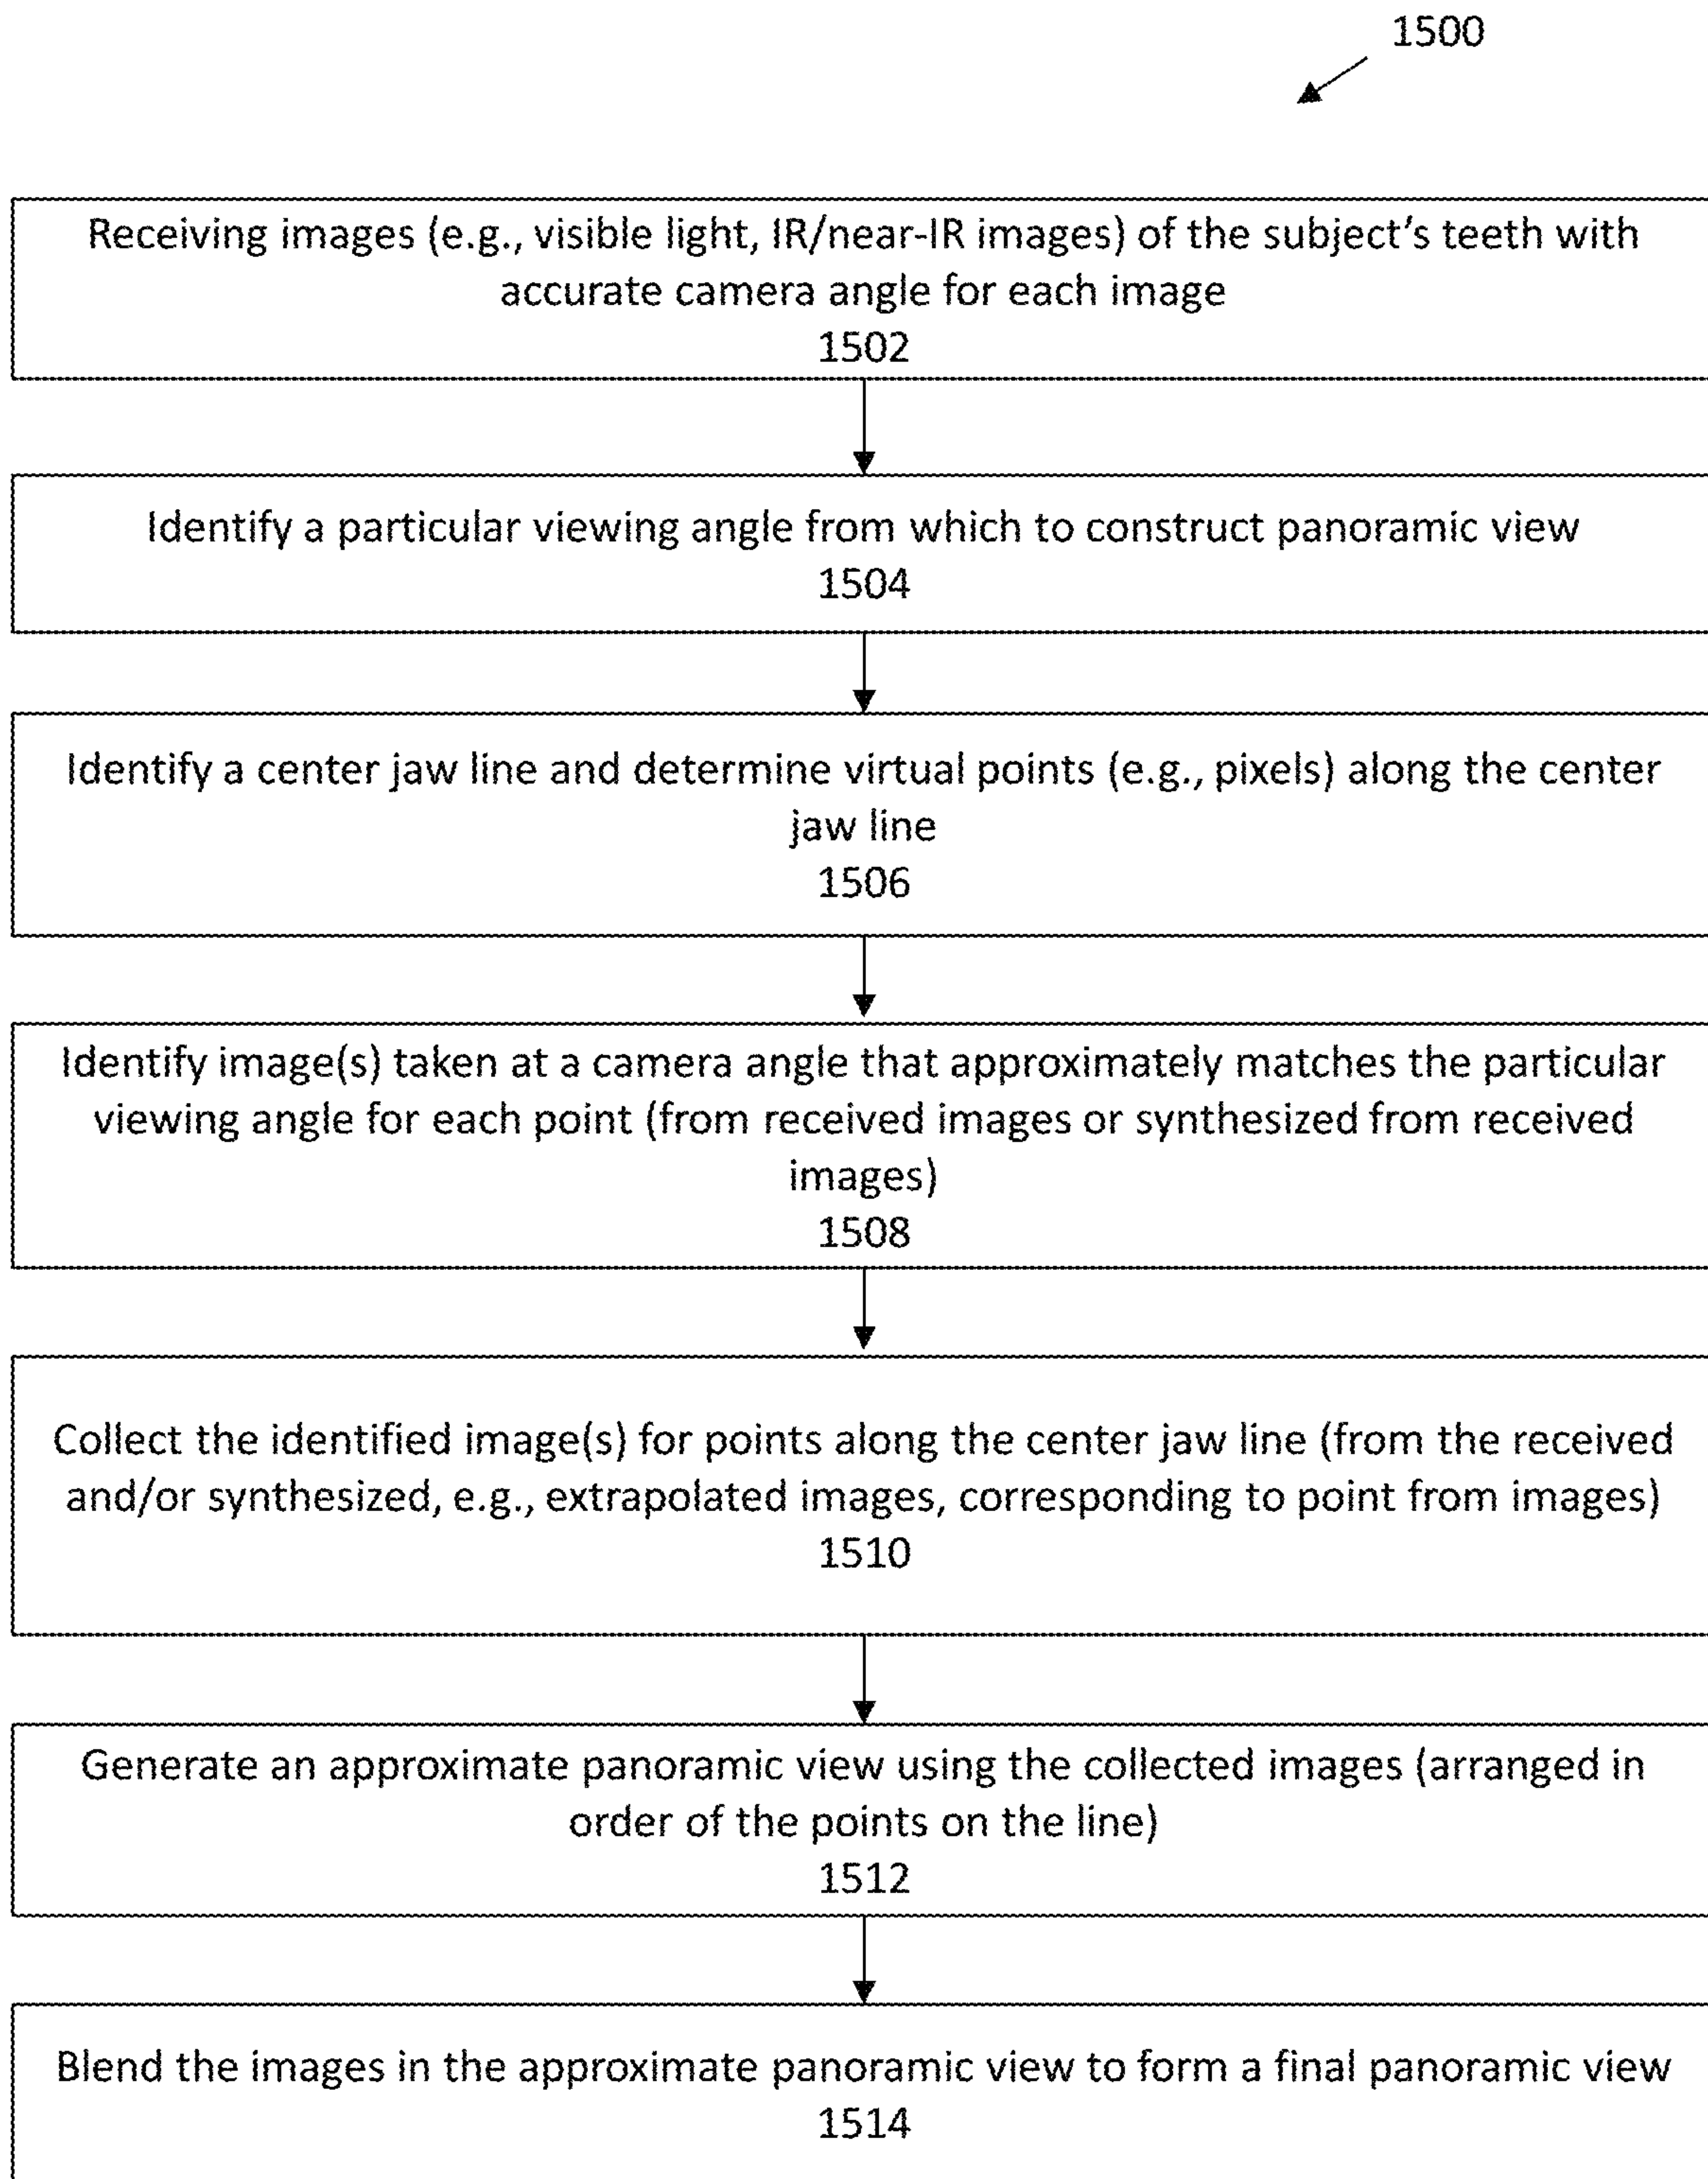 1500
Receiving images (e.g., visible light, IR/near-IR images) of the subject's teeth with
accurate camera angle for each image
1502
Identify a particular viewing angle from which to construct panoramic view
1504
Identify a center jaw line and determine virtual points (e.g., pixels) along the center
jaw line
1506
Identify image(s) taken at a camera angle that approximately matches the particular
viewing angle for each point (from received images or synthesized from received
images)
1508
Collect the identified image(s) for points along the center jaw line (from the received
and/or synthesized, e.g., extrapolated images, corresponding to point from images)
1510
Generate an approximate panoramic view using the collected images (arranged in
order of the points on the line)
1512
Blend the images in the approximate panoramic view to form a final panoramic view
1514